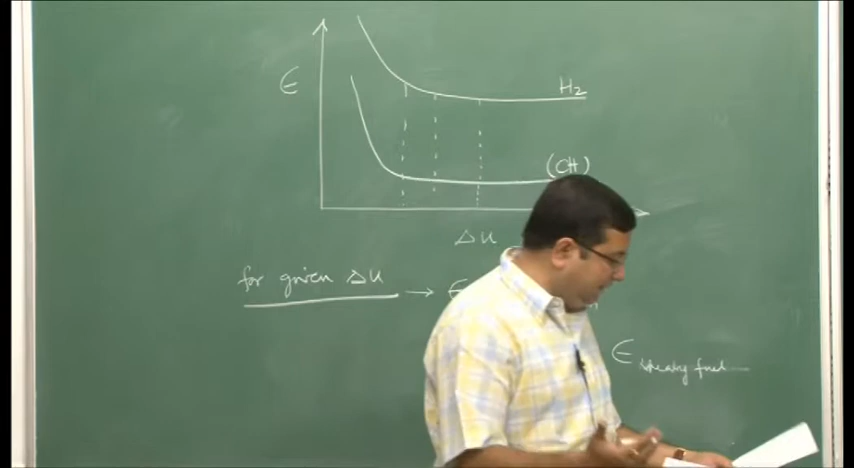 ϵ
H₂
(CH)
Δu
for given Δu → ϵ
ϵ heavy fuel